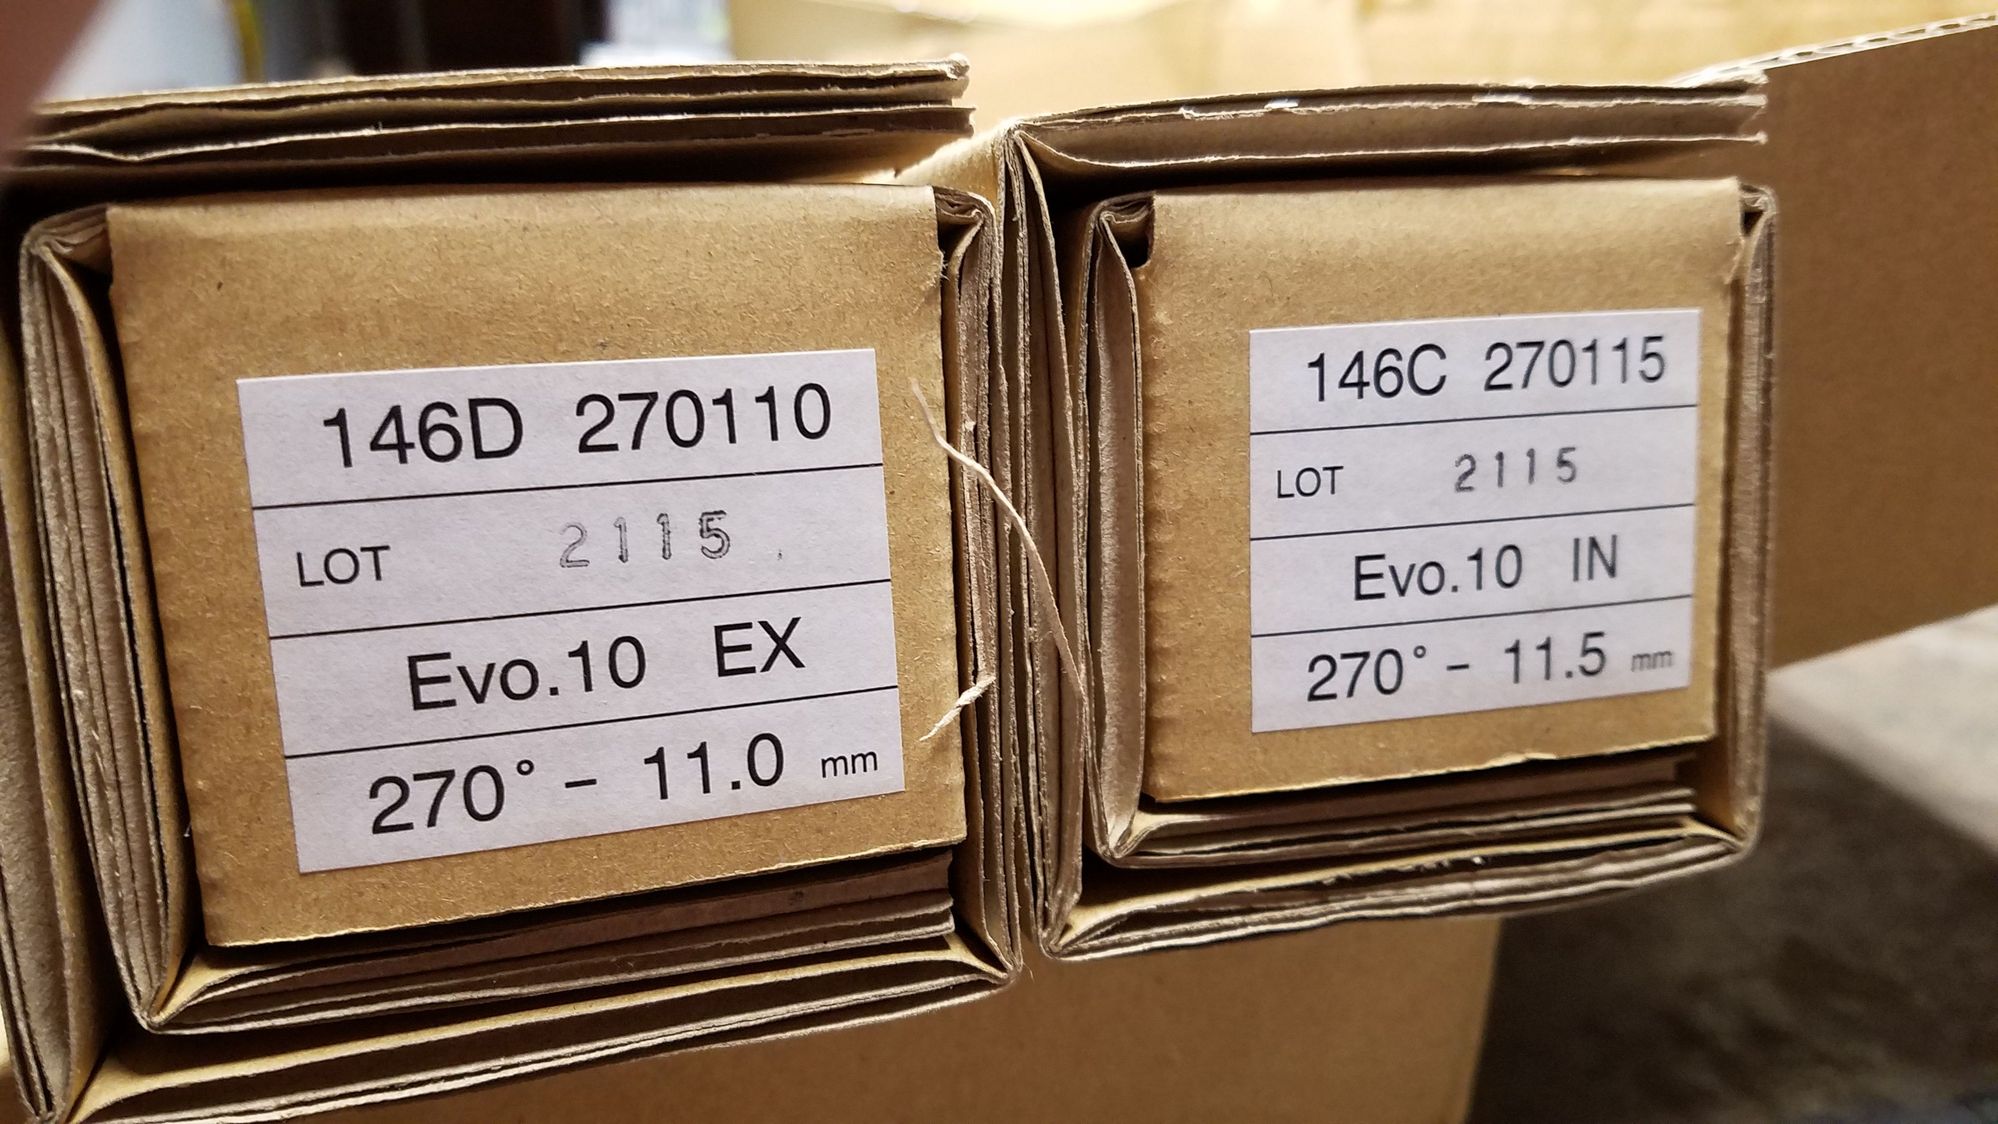 146D 270110
LOT 2115
Evo.10 EX
270° - 11.0 mm
146C 270115
LOT 2115
Evo.10 IN
270° - 11.5 mm